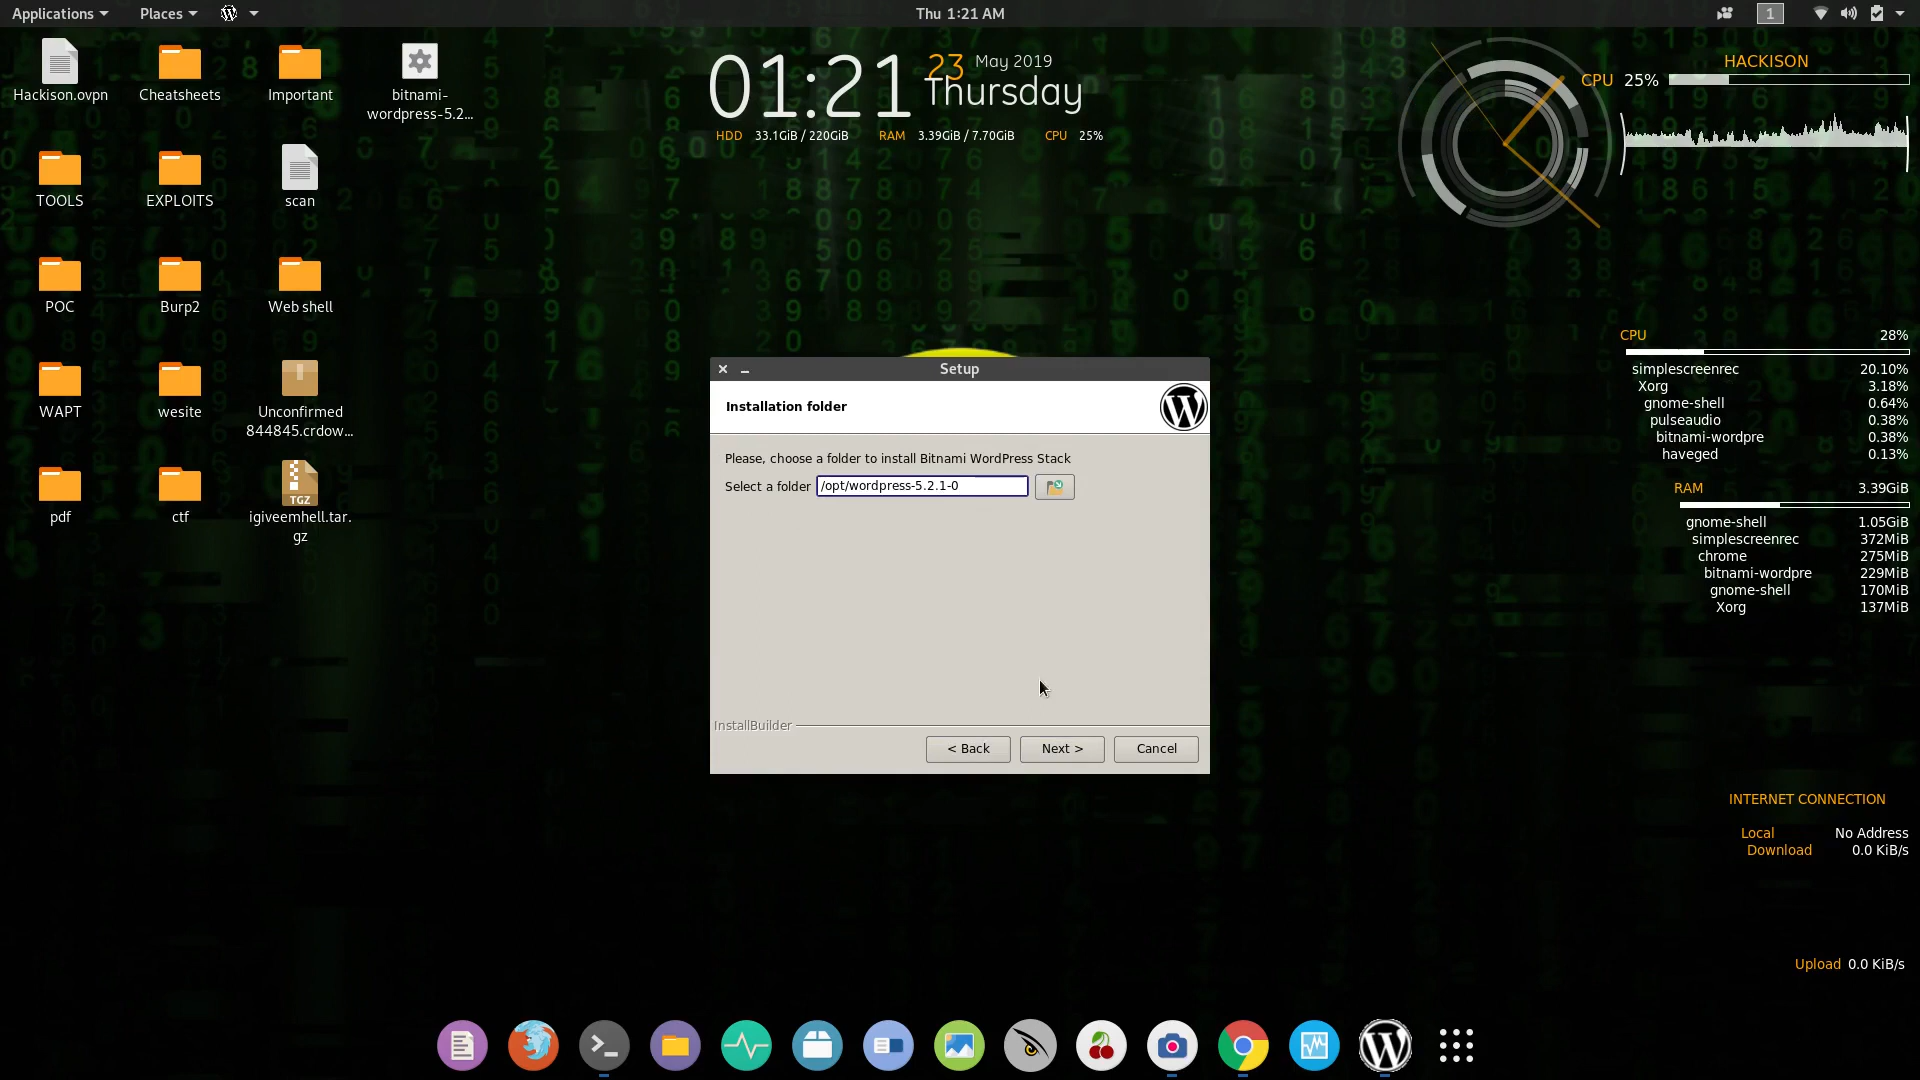 Applications Places Thu 1:21 AM 1
Hackison.ovpn
Cheatsheets
Important
bitnami-
wordpress-5.2...
TOOLS
EXPLOITS
scan
POC
Burp2
Web shell
WAPT
wesite
Unconfirmed
844845.crdow...
pdf
ctf
TGZ
igiveemhell.tar.
gz
01:21
23 May 2019
Thursday
HDD 33.1GiB / 220GiB RAM 3.39GiB / 7.70GiB CPU 25%
HACKISON
CPU 25%
CPU 28%
simplescreenrec 20.10%
Xorg 3.18%
gnome-shell 0.64%
pulseaudio 0.38%
bitnami-wordpre 0.38%
haveged 0.13%
RAM 3.39GiB
gnome-shell 1.05GiB
simplescreenrec 372MiB
chrome 275MiB
bitnami-wordpre 229MiB
gnome-shell 170MiB
Xorg 137MiB
INTERNET CONNECTION
Local No Address
Download 0.0 KiB/s
Upload 0.0 KiB/s
Setup
Installation folder
Please, choose a folder to install Bitnami WordPress Stack
Select a folder /opt/wordpress-5.2.1-0
InstallBuilder
< Back Next > Cancel